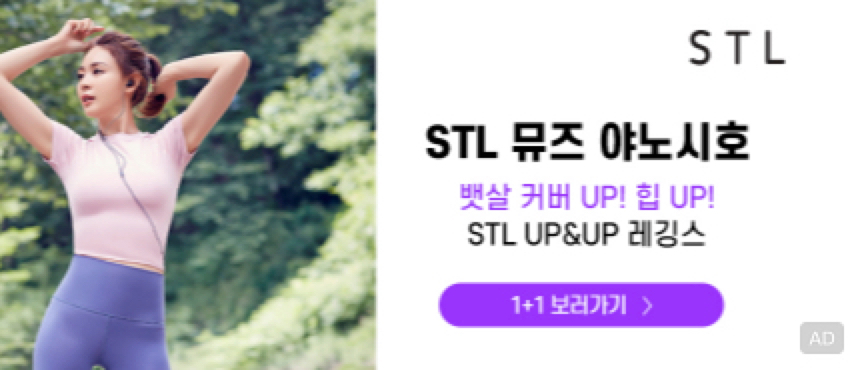 STL
STL 뮤즈 야노시호
뱃살 커버 UP! 힙 UP!
STL UP&UP 레깅스
1+1 보러가기 >
AD